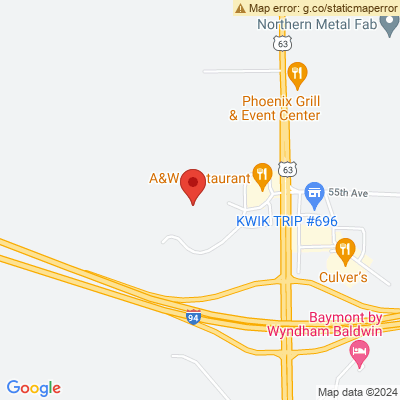 Map error: g.co/staticmaperror
Northern Metal Fab
63
Phoenix Grill
& Event Center
A&W Restaurant
63
55th Ave
KWIK TRIP #696
Culver's
94
Baymont by
Wyndham Baldwin
Google
Map data ©2024